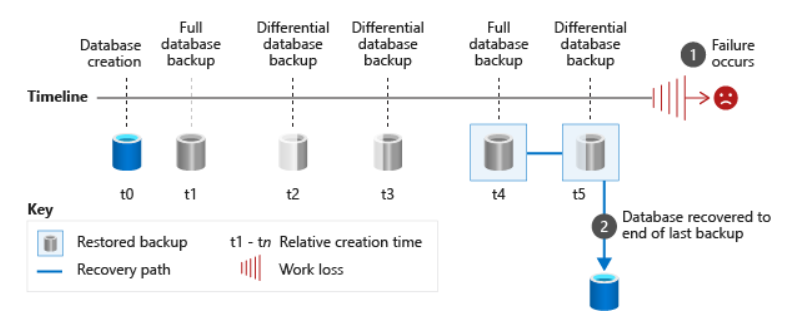 Database
creation
Full
database
backup
Differential
database
backup
Differential
database
backup
Full
database
backup
Differential
database
backup
1 Failure
occurs
Timeline
t0 t1 t2 t3 t4 t5
2 Database recovered to
end of last backup
Key
Restored backup t1 - tn Relative creation time
Recovery path Work loss